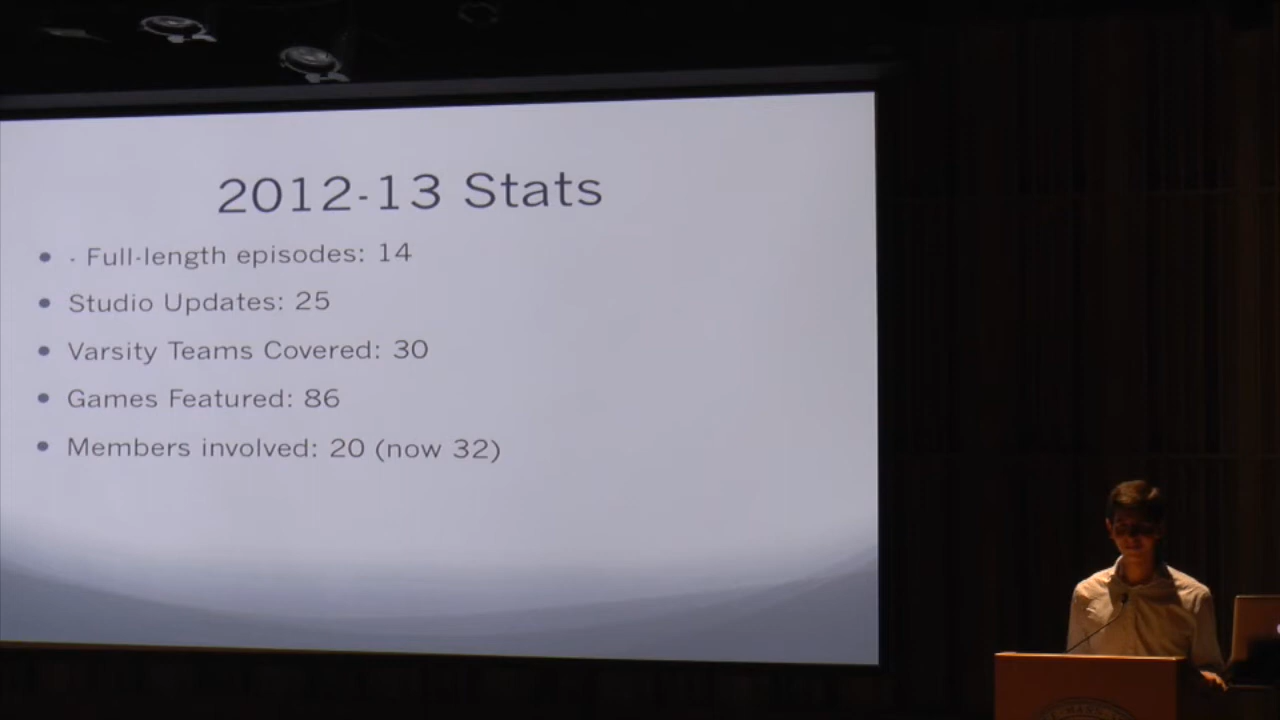 2012-13 Stats
• - Full-length episodes: 14
• Studio Updates: 25
• Varsity Teams Covered: 30
• Games Featured: 86
• Members involved: 20 (now 32)